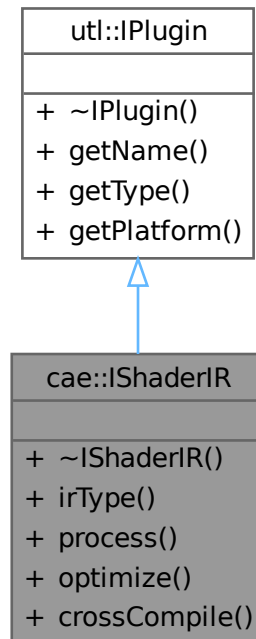 utl::IPlugin
+ ~IPlugin()
+ getName()
+ getType()
+ getPlatform()
cae::IShaderIR
+ ~IShaderIR()
+ irType()
+ process()
+ optimize()
+ crossCompile()